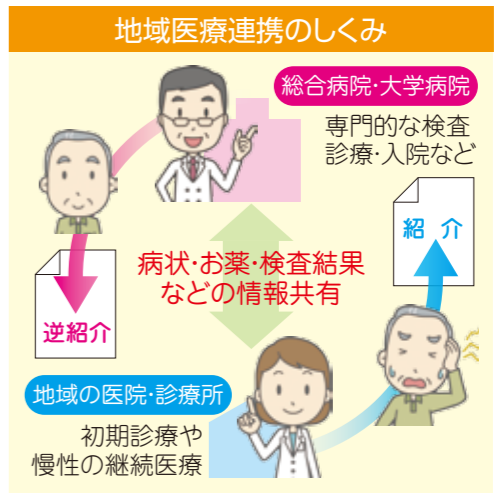 地域医療連携のしくみ
総合病院・大学病院
専門的な検査
診療・入院など
紹 介
病状・お薬・検査結果
などの情報共有
逆紹介
地域の医院・診療所
初期診療や
慢性の継続医療